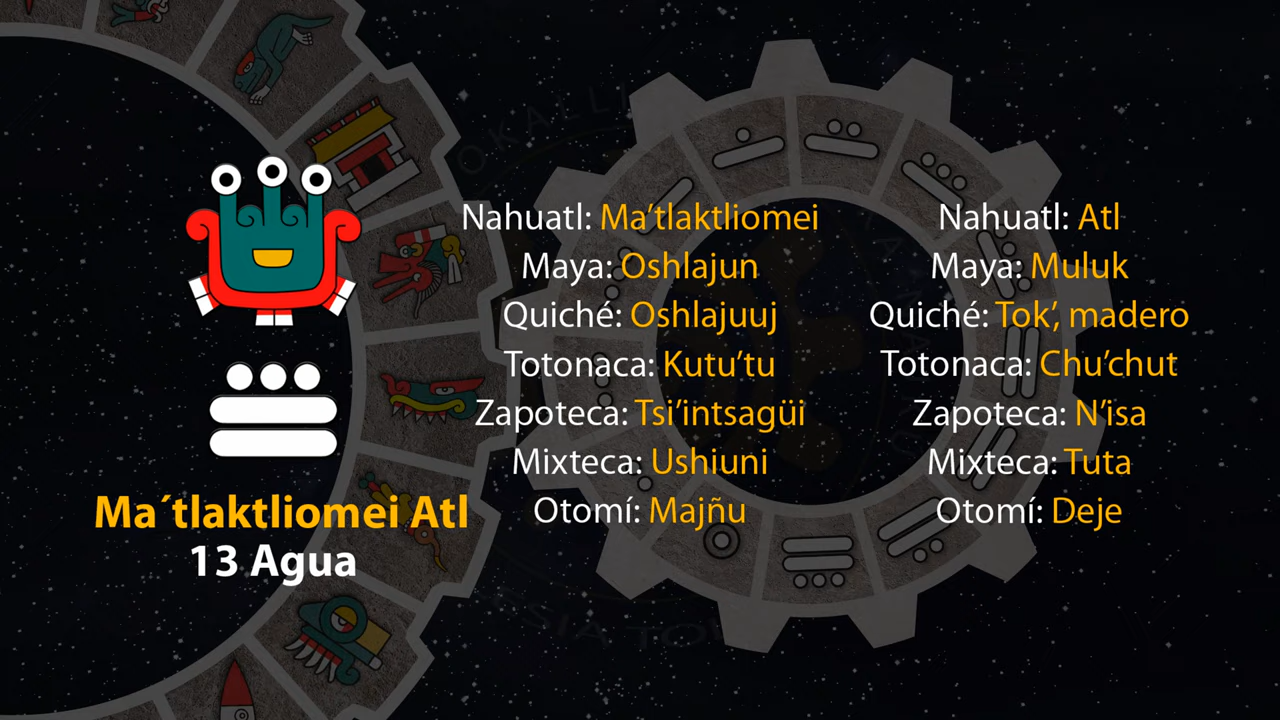 Ma´tlaktliomei Atl
13 Agua
Nahuatl: Ma’tlaktliomei
Maya: Oshlajun
Quiché: Oshlajuuj
Totonaca: Kutu’tu
Zapoteca: Tsi’intsagüi
Mixteca: Ushiuni
Otomí: Majñu
Nahuatl: Atl
Maya: Muluk
Quiché: Tok’, madero
Totonaca: Chu’chut
Zapoteca: N’isa
Mixteca: Tuta
Otomí: Deje